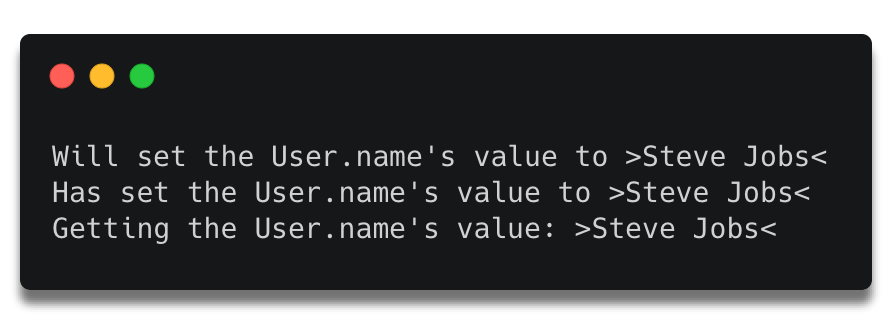 Will set the User.name's value to >Steve Jobs<
Has set the User.name's value to >Steve Jobs<
Getting the User.name's value: >Steve Jobs<